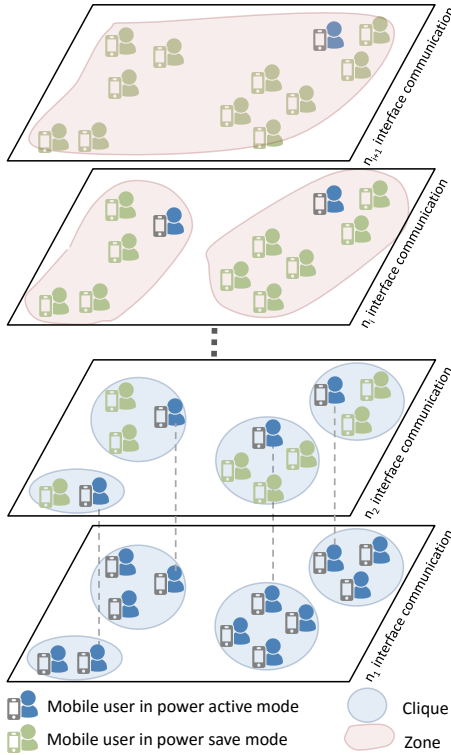 n_{i+1} interface communication
n_i interface communication
n_2 interface communication
n_1 interface communication
Mobile user in power active mode
Clique
Mobile user in power save mode
Zone